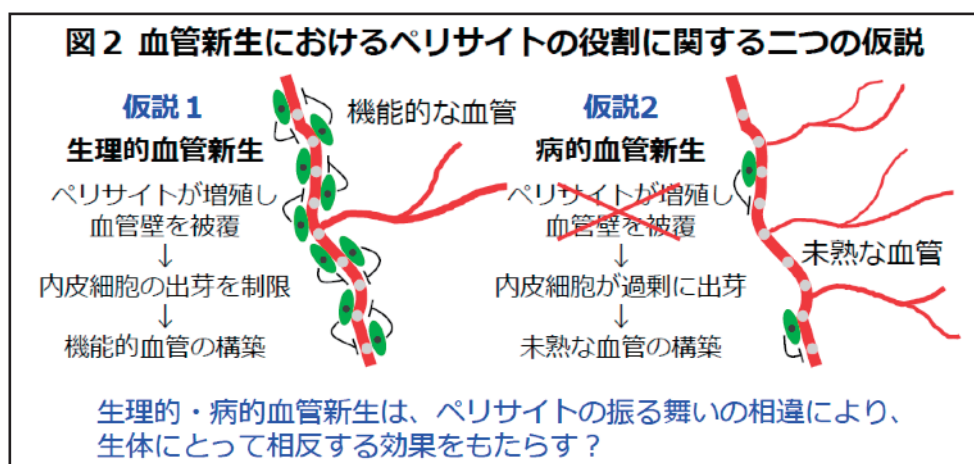 図2 血管新生におけるペリサイトの役割に関する二つの仮説
仮説1
生理的血管新生
ペリサイトが増殖し
血管壁を被覆
↓
内皮細胞の出芽を制限
↓
機能的血管の構築
機能的な血管
仮説2
病的血管新生
ペリサイトが増殖し
血管壁を被覆
↓
内皮細胞が過剰に出芽
↓
未熟な血管の構築
未熟な血管
生理的・病的血管新生は、ペリサイトの振る舞いの相違により、
生体にとって相反する効果をもたらす?